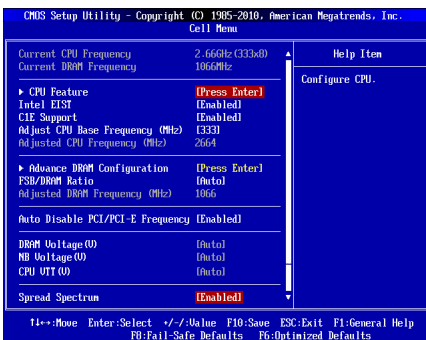 CMOS Setup Utility - Copyright (C) 1985-2010, American Megatrends, Inc.
Cell Menu
Current CPU Frequency 2.66GHz(333x8)
Current DRAM Frequency 1066MHz
▶ CPU Feature [Press Enter]
Intel EIST [Enabled]
C1E Support [Enabled]
Adjust CPU Base Frequency (MHz) [333]
Adjusted CPU Frequency (MHz) 2664
▶ Advance DRAM Configuration [Press Enter]
FSB/DRAM Ratio [Auto]
Adjusted DRAM Frequency (MHz) 1066
Auto Disable PCI/PCI-E Frequency [Enabled]
DRAM Voltage(V) [Auto]
NB Voltage(V) [Auto]
CPU VTT(V) [Auto]
Spread Spectrum [Enabled]
Help Item
Configure CPU.
↑↓←→:Move Enter:Select +/-/:Value F10:Save ESC:Exit F1:General Help
F8:Fail-Safe Defaults F6:Optimized Defaults